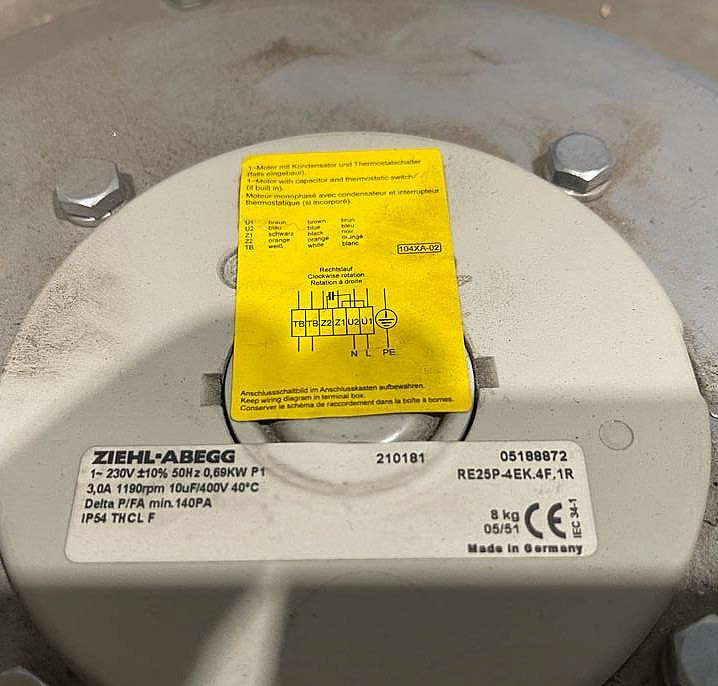 1~Motor mit Kondensator und Thermostatschalter
(falls eingebaut).
1~Motor with capacitor and thermostatic switch
(if built in).
Moteur monophasé avec condensateur et interrupteur
thermostatique (si incorporé).
U1 braun brown brun
U2 blau blue bleu
Z1 schwarz black noir
Z2 orange orange orange
TB weiß white blanc
104XA-02
Rechtslauf
Clockwise rotation
Rotation à droite
TB TB Z2 Z1 U2 U1
N L PE
Anschlussschaltbild im Anschlusskasten aufbewahren.
Keep wiring diagram in terminal box.
Conserver le schéma de raccordement dans la boîte à bornes.
ZIEHL-ABEGG 210181 05188872
1~ 230V ±10% 50Hz 0,69KW P1 RE25P-4EK.4F.1R
3,0A 1190rpm 10uF/400V 40°C
Delta P/FA min.140PA 8 kg CE IEC 34-1
IP54 THCL F 05/51
Made in Germany